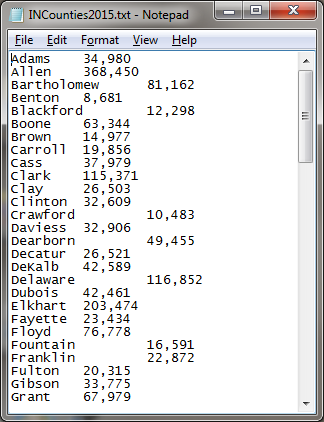 INCounties2015.txt - Notepad
File Edit Format View Help
Adams 34,980
Allen 368,450
Bartholomew 81,162
Benton 8,681
Blackford 12,298
Boone 63,344
Brown 14,977
Carroll 19,856
Cass 37,979
Clark 115,371
Clay 26,503
Clinton 32,609
Crawford 10,483
Daviess 32,906
Dearborn 49,455
Decatur 26,521
DeKalb 42,589
Delaware 116,852
Dubois 42,461
Elkhart 203,474
Fayette 23,434
Floyd 76,778
Fountain 16,591
Franklin 22,872
Fulton 20,315
Gibson 33,775
Grant 67,979